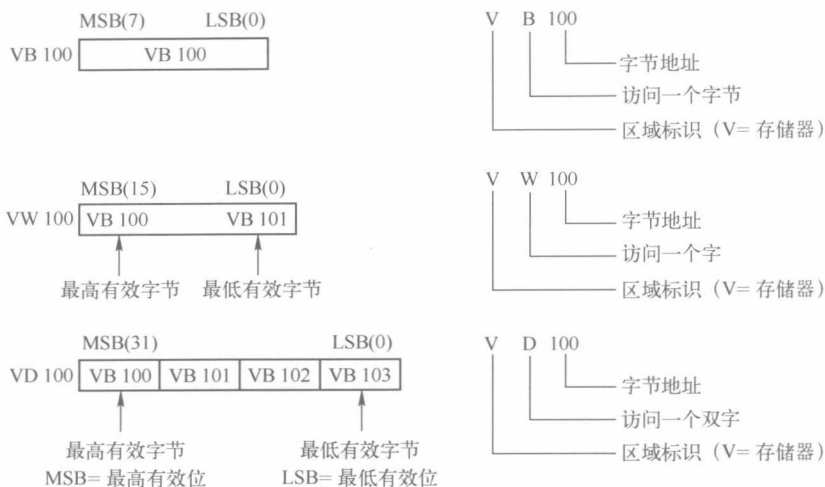 MSB(7) LSB(0)
VB 100 VB 100
V B 100
字节地址
访问一个字节
区域标识（V= 存储器）
MSB(15) LSB(0)
VW 100 VB 100 VB 101
最高有效字节 最低有效字节
V W 100
字节地址
访问一个字
区域标识（V= 存储器）
MSB(31) LSB(0)
VD 100 VB 100 VB 101 VB 102 VB 103
最高有效字节 最低有效字节
MSB= 最高有效位 LSB= 最低有效位
V D 100
字节地址
访问一个双字
区域标识（V= 存储器）